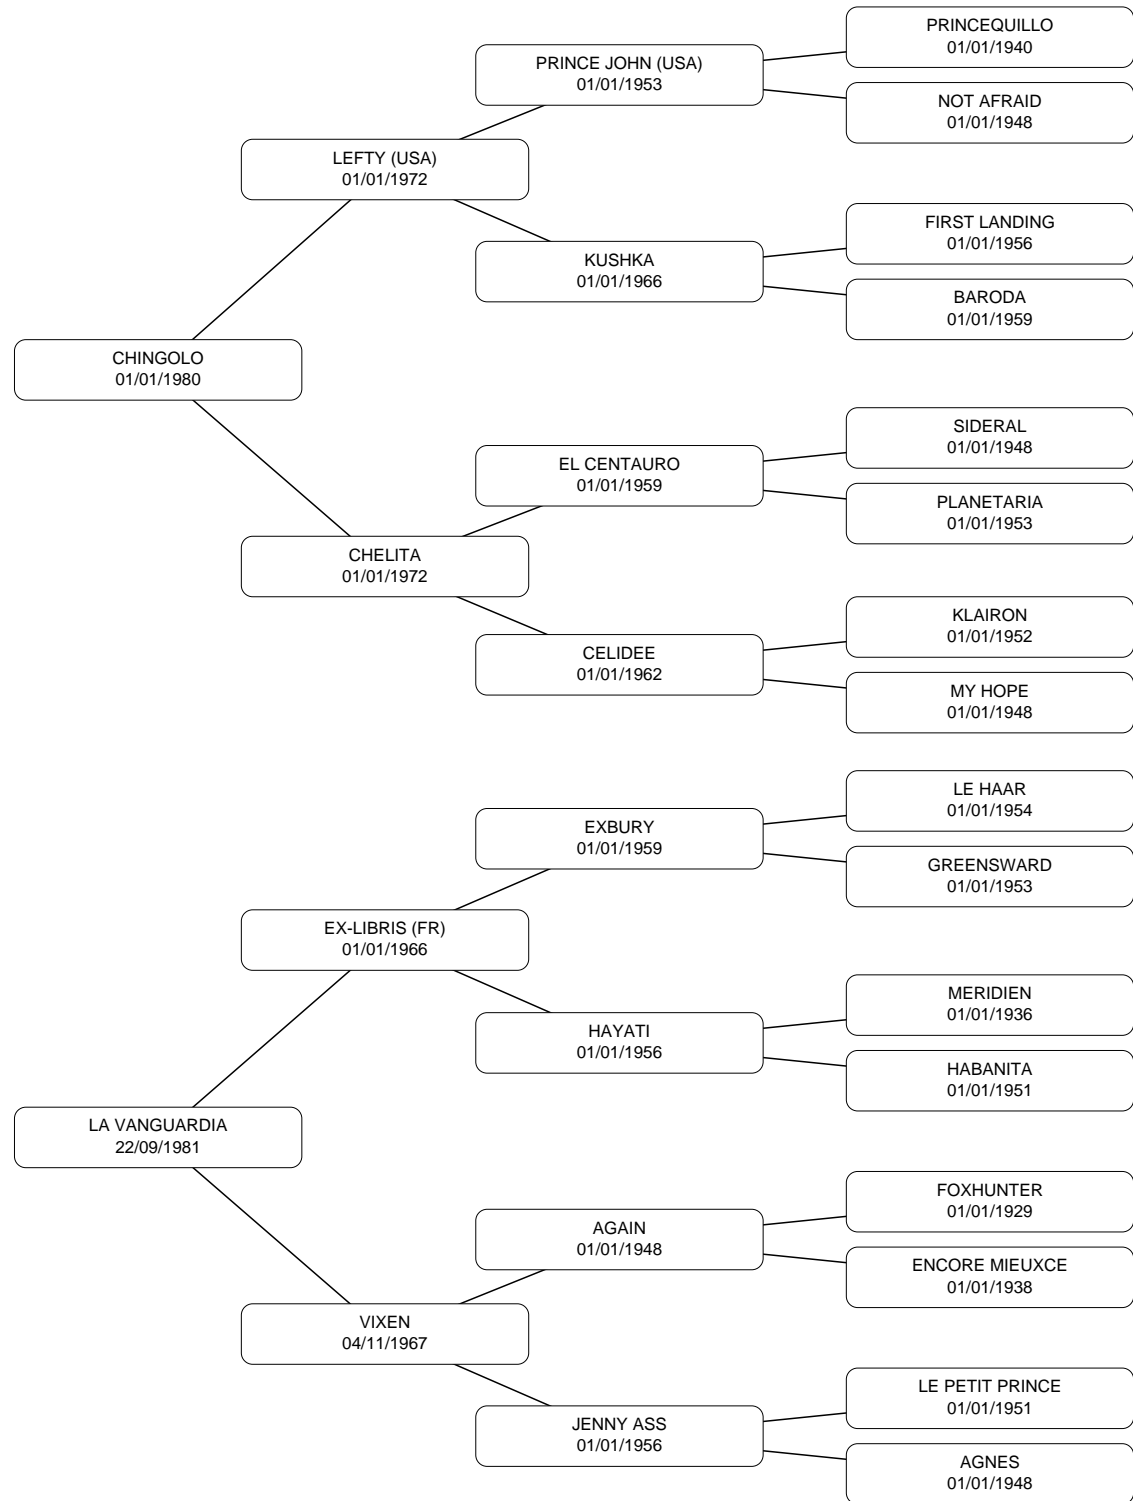 PRINCEQUILLO
01/01/1940
PRINCE JOHN (USA)
01/01/1953
NOT AFRAID
01/01/1948
LEFTY (USA)
01/01/1972
FIRST LANDING
01/01/1956
KUSHKA
01/01/1966
BARODA
01/01/1959
CHINGOLO
01/01/1980
SIDERAL
01/01/1948
EL CENTAURO
01/01/1959
PLANETARIA
01/01/1953
CHELITA
01/01/1972
KLAIRON
01/01/1952
CELIDEE
01/01/1962
MY HOPE
01/01/1948
LE HAAR
01/01/1954
EXBURY
01/01/1959
GREENSWARD
01/01/1953
EX-LIBRIS (FR)
01/01/1966
MERIDIEN
01/01/1936
HAYATI
01/01/1956
HABANITA
01/01/1951
LA VANGUARDIA
22/09/1981
FOXHUNTER
01/01/1929
AGAIN
01/01/1948
ENCORE MIEUXCE
01/01/1938
VIXEN
04/11/1967
LE PETIT PRINCE
01/01/1951
JENNY ASS
01/01/1956
AGNES
01/01/1948